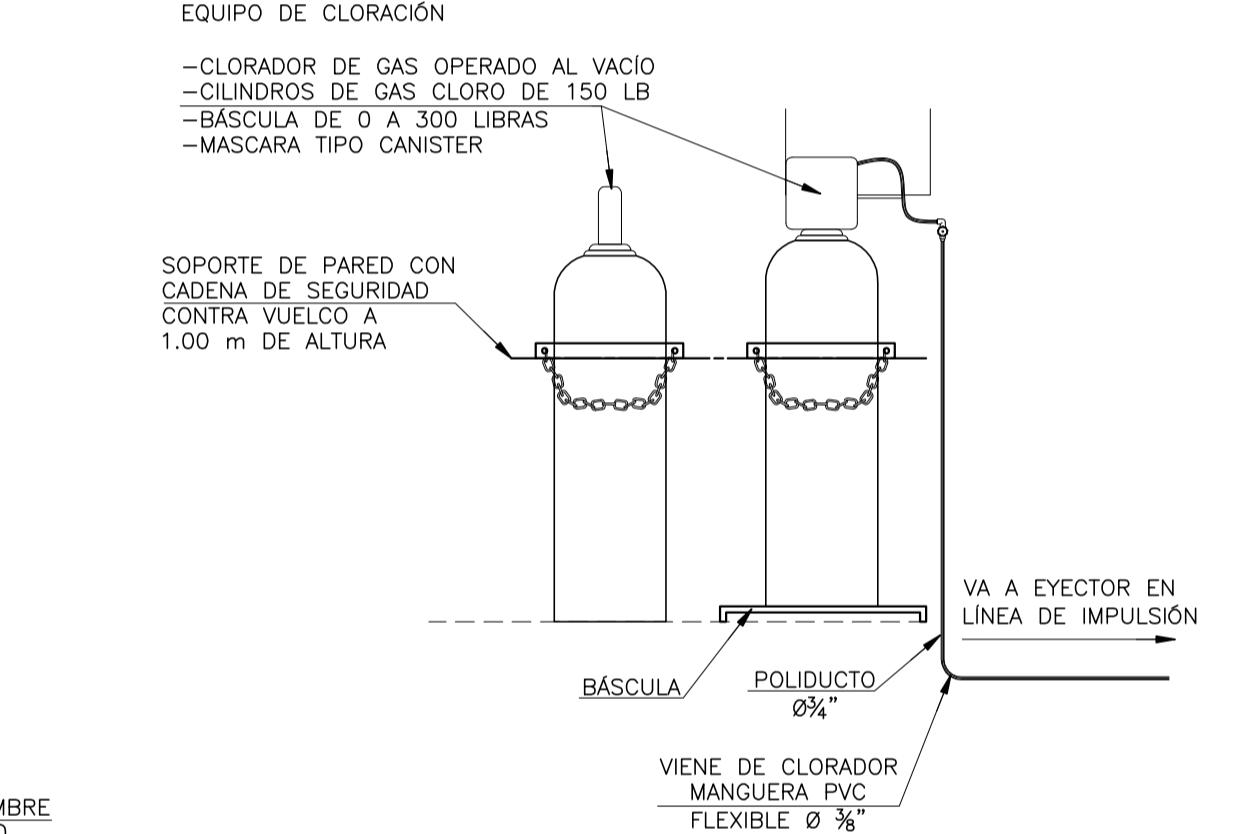 EQUIPO DE CLORACIÓN
-CLORADOR DE GAS OPERADO AL VACÍO
-CILINDROS DE GAS CLORO DE 150 LB
-BÁSCULA DE 0 A 300 LIBRAS
-MASCARA TIPO CANISTER
SOPORTE DE PARED CON
CADENA DE SEGURIDAD
CONTRA VUELCO A
1.00 m DE ALTURA
VA A EYECTOR EN
LÍNEA DE IMPULSIÓN
BÁSCULA
POLIDUCTO
Ø¾"
VIENE DE CLORADOR
MANGUERA PVC
FLEXIBLE Ø ⅜"